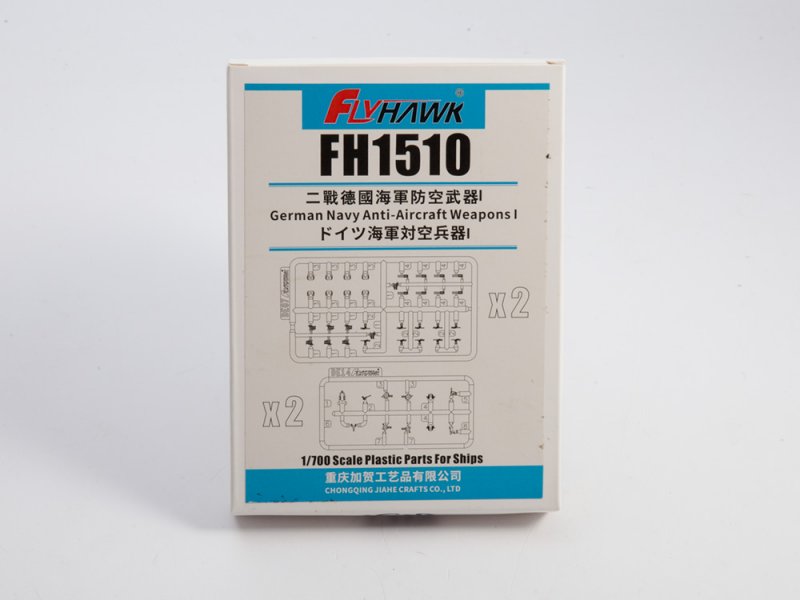 FLYHAWK®
FH1510
二戰德國海軍防空武器I
German Navy Anti-Aircraft Weapons I
ドイツ海軍対空兵器I
X2
X2
1/700 Scale Plastic Parts For Ships
重庆加贺工艺品有限公司
CHONGQING JIAHE CRAFTS CO., LTD